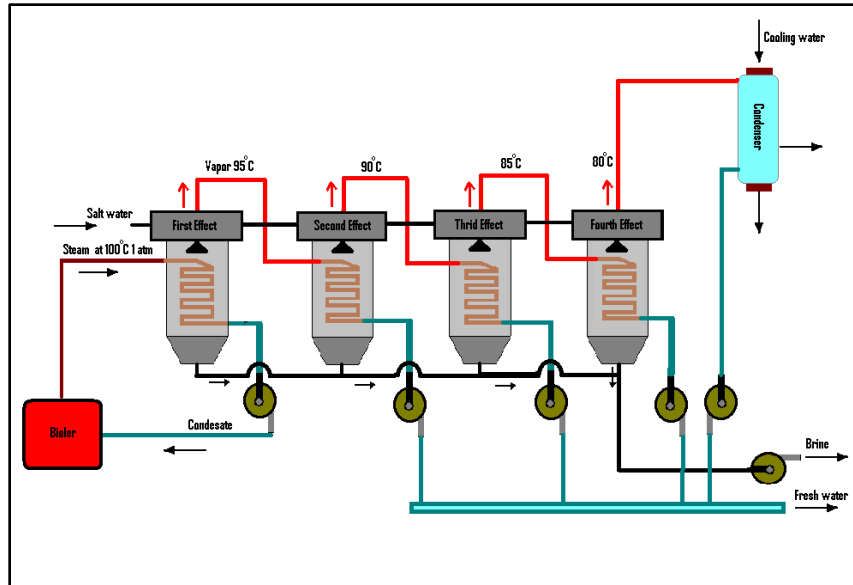 Cooling water
Condenser
Vapor 95°C
90°C
85°C
80°C
Salt water
First Effect
Second Effect
Thrid Effect
Fourth Effect
Steam at 100°C 1 atm
Bioler
Condesate
Brine
Fresh water